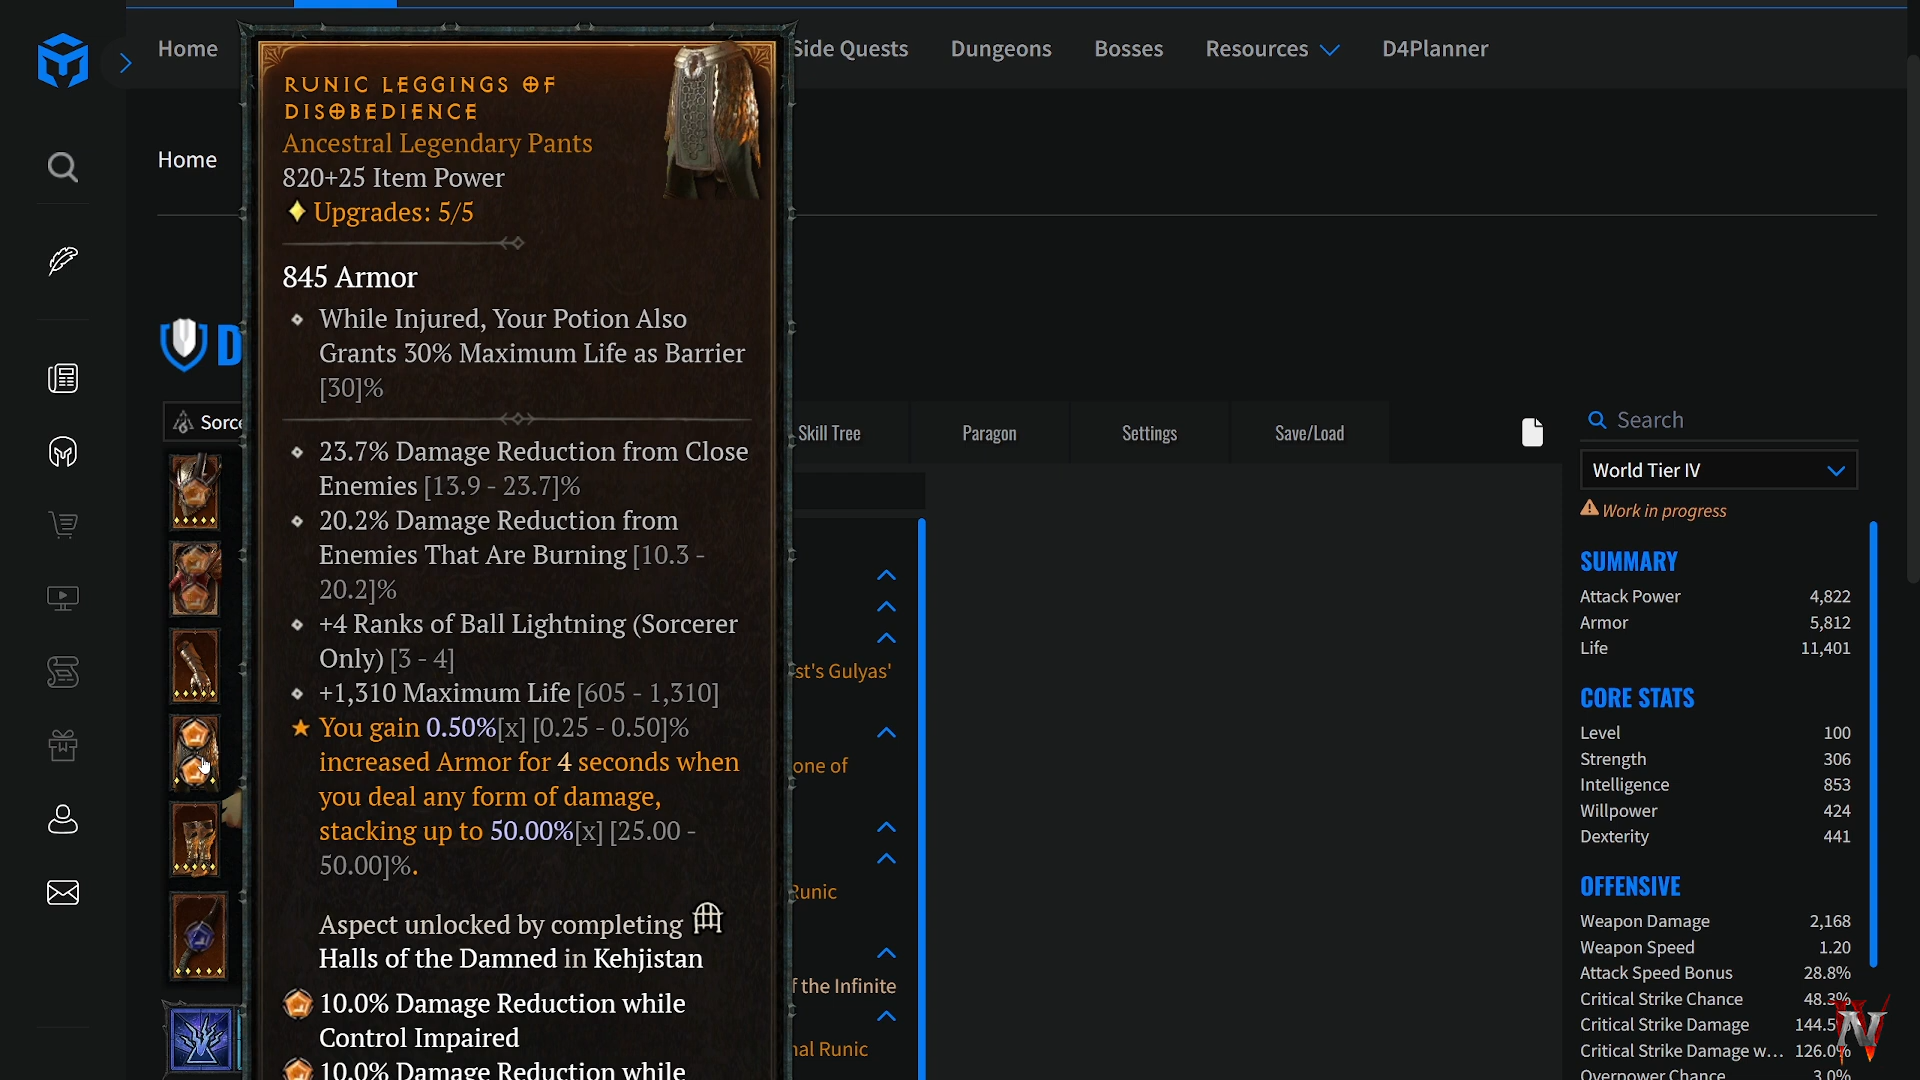 Home
Side Quests
Dungeons
Bosses
Resources
D4Planner
Home
RUNIC LEGGINGS OF
DISOBEDIENCE
Ancestral Legendary Pants
820+25 Item Power
Upgrades: 5/5
845 Armor
While Injured, Your Potion Also
Grants 30% Maximum Life as Barrier
[30]%
23.7% Damage Reduction from Close
Enemies [13.9 - 23.7]%
20.2% Damage Reduction from
Enemies That Are Burning [10.3 -
20.2]%
+4 Ranks of Ball Lightning (Sorcerer
Only) [3 - 4]
+1,310 Maximum Life [605 - 1,310]
You gain 0.50%[x] [0.25 - 0.50]%
increased Armor for 4 seconds when
you deal any form of damage,
stacking up to 50.00%[x] [25.00 -
50.00]%.
Aspect unlocked by completing
Halls of the Damned in Kehjistan
10.0% Damage Reduction while
Control Impaired
10.0% Damage Reduction while
D
Sorce
Skill Tree
Paragon
Settings
Save/Load
st's Gulyas'
one of
Runic
f the Infinite
nal Runic
Search
World Tier IV
Work in progress
SUMMARY
Attack Power 4,822
Armor 5,812
Life 11,401
CORE STATS
Level 100
Strength 306
Intelligence 853
Willpower 424
Dexterity 441
OFFENSIVE
Weapon Damage 2,168
Weapon Speed 1.20
Attack Speed Bonus 28.8%
Critical Strike Chance 48.3%
Critical Strike Damage 144.5
Critical Strike Damage w... 126.0%
Overpower Chance 3.0%